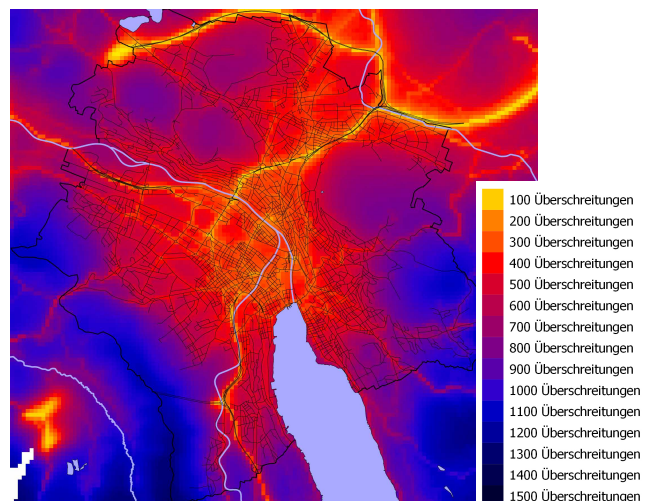 100 Überschreitungen
200 Überschreitungen
300 Überschreitungen
400 Überschreitungen
500 Überschreitungen
600 Überschreitungen
700 Überschreitungen
800 Überschreitungen
900 Überschreitungen
1000 Überschreitungen
1100 Überschreitungen
1200 Überschreitungen
1300 Überschreitungen
1400 Überschreitungen
1500 Überschreitungen